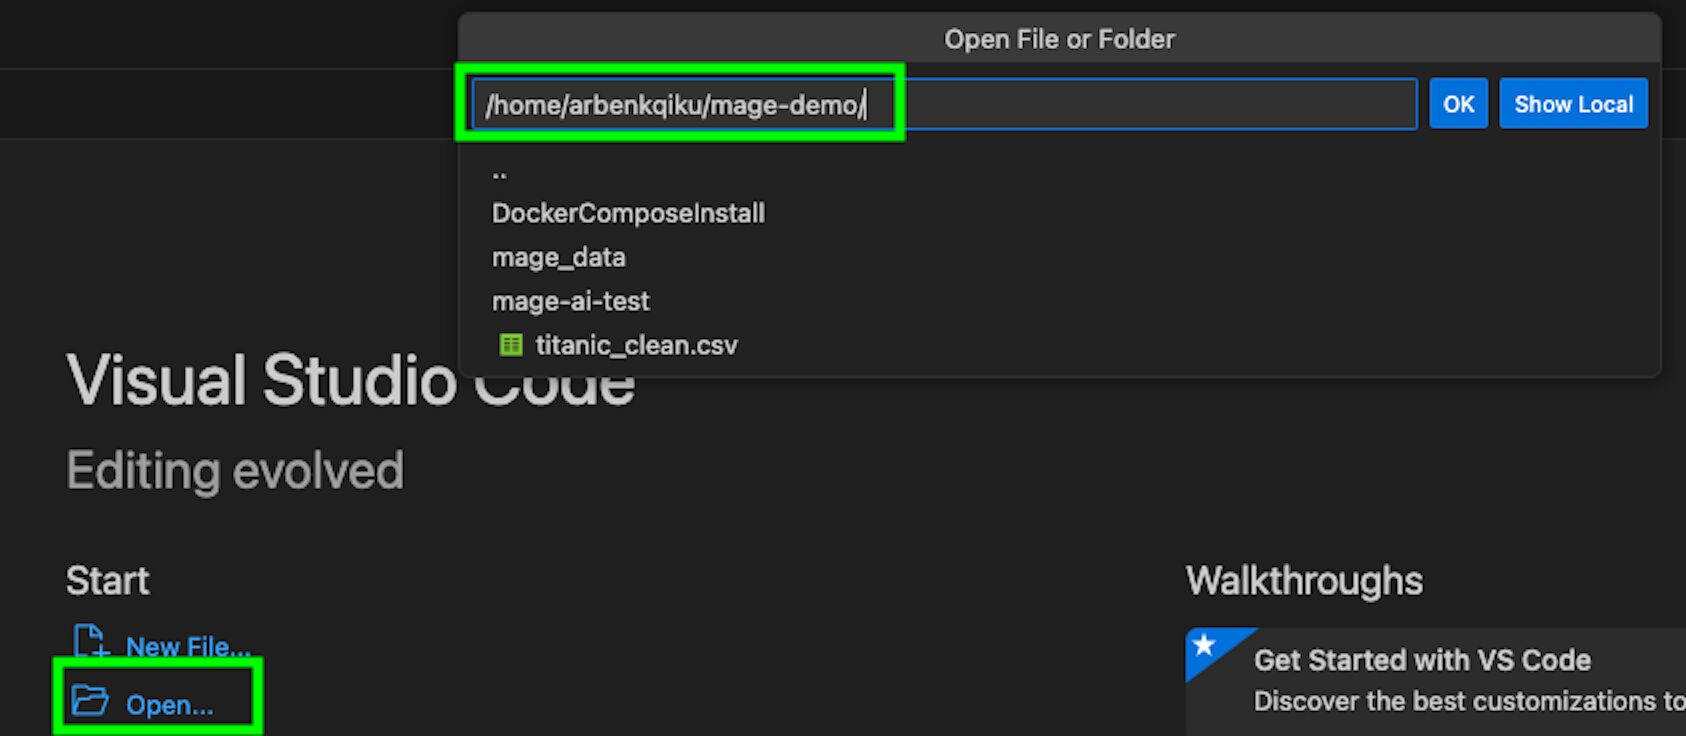 Open File or Folder
/home/arbenkqiku/mage-demo/
OK
Show Local
..
DockerComposeInstall
mage_data
mage-ai-test
titanic_clean.csv
Visual Studio Code
Editing evolved
Start
New File...
Open...
Walkthroughs
Get Started with VS Code
Discover the best customizations to